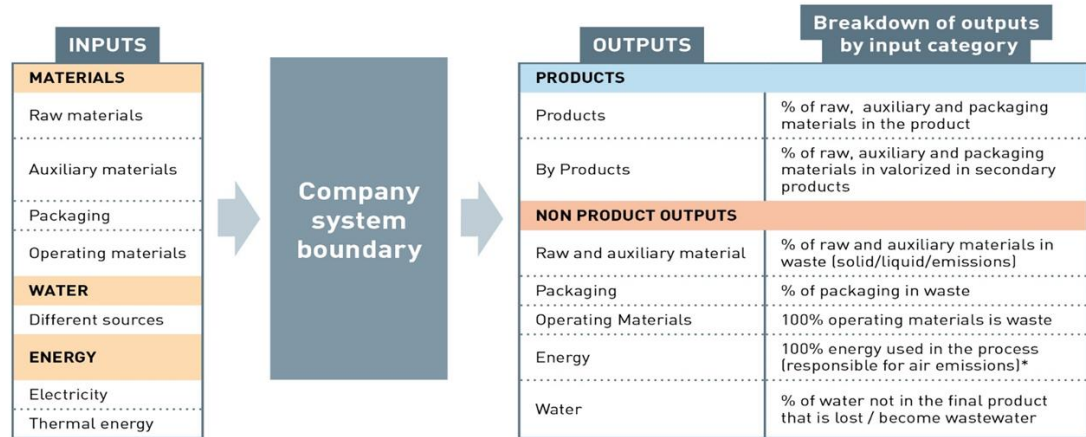 INPUTS
MATERIALS
Raw materials
Auxiliary materials
Packaging
Operating materials
WATER
Different sources
ENERGY
Electricity
Thermal energy
Company
system
boundary
OUTPUTS
Breakdown of outputs
by input category
PRODUCTS
Products
% of raw, auxiliary and packaging
materials in the product
By Products
% of raw, auxiliary and packaging
materials in valorized in secondary
products
NON PRODUCT OUTPUTS
Raw and auxiliary material
% of raw and auxiliary materials in
waste (solid/liquid/emissions)
Packaging
% of packaging in waste
Operating Materials
100% operating materials is waste
Energy
100% energy used in the process
(responsible for air emissions)*
Water
% of water not in the final product
that is lost / become wastewater